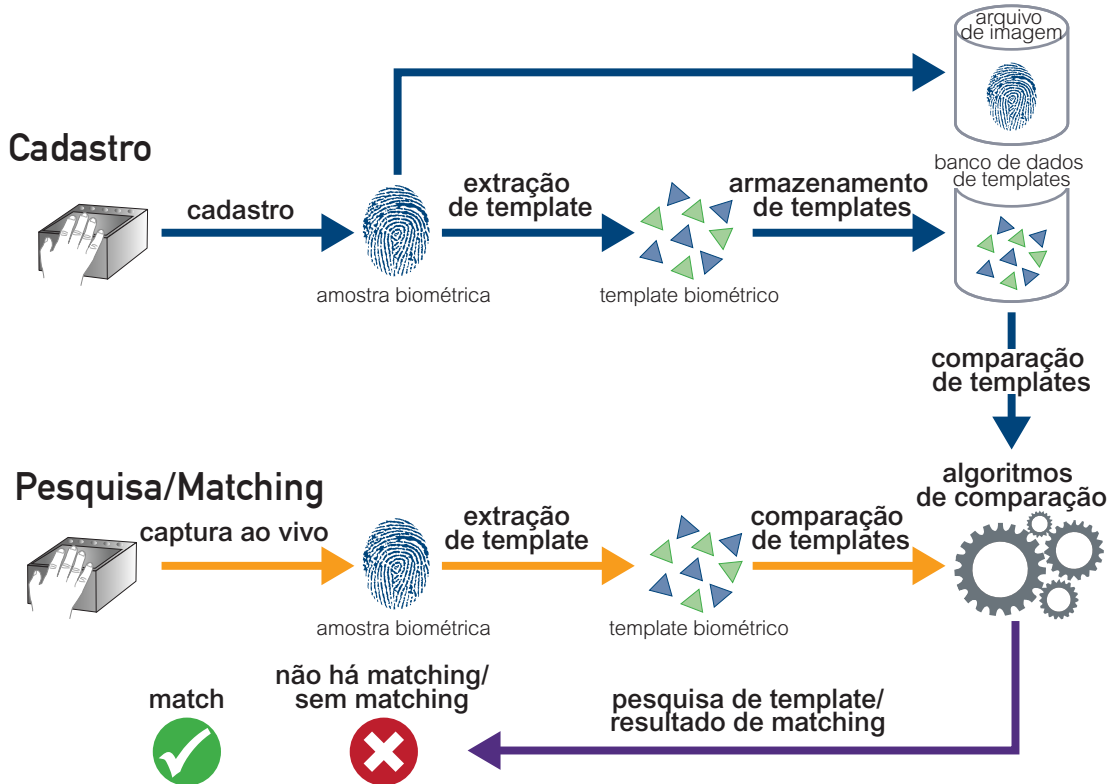 arquivo
de imagem
Cadastro
cadastro
extração
de template
armazenamento
de templates
banco de dados
de templates
amostra biométrica
template biométrico
comparação
de templates
Pesquisa/Matching
captura ao vivo
extração
de template
comparação
de templates
algoritmos
de comparação
amostra biométrica
template biométrico
match
não há matching/
sem matching
pesquisa de template/
resultado de matching